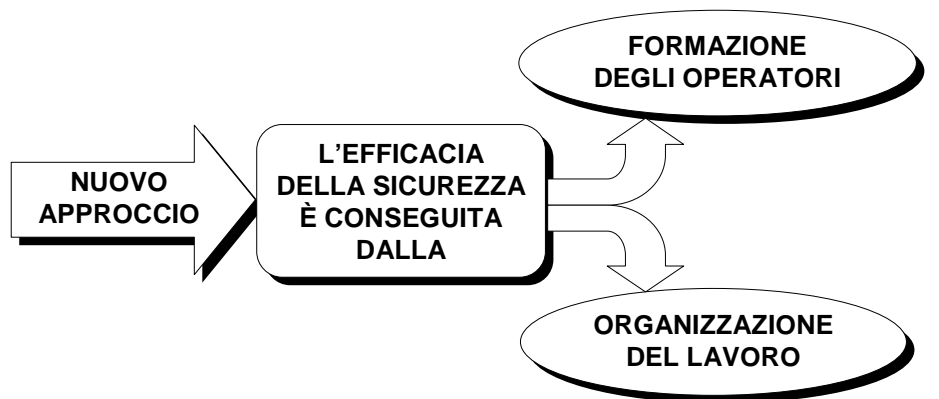 NUOVO
APPROCCIO
L'EFFICACIA
DELLA SICUREZZA
È CONSEGUITA
DALLA
FORMAZIONE
DEGLI OPERATORI
ORGANIZZAZIONE
DEL LAVORO